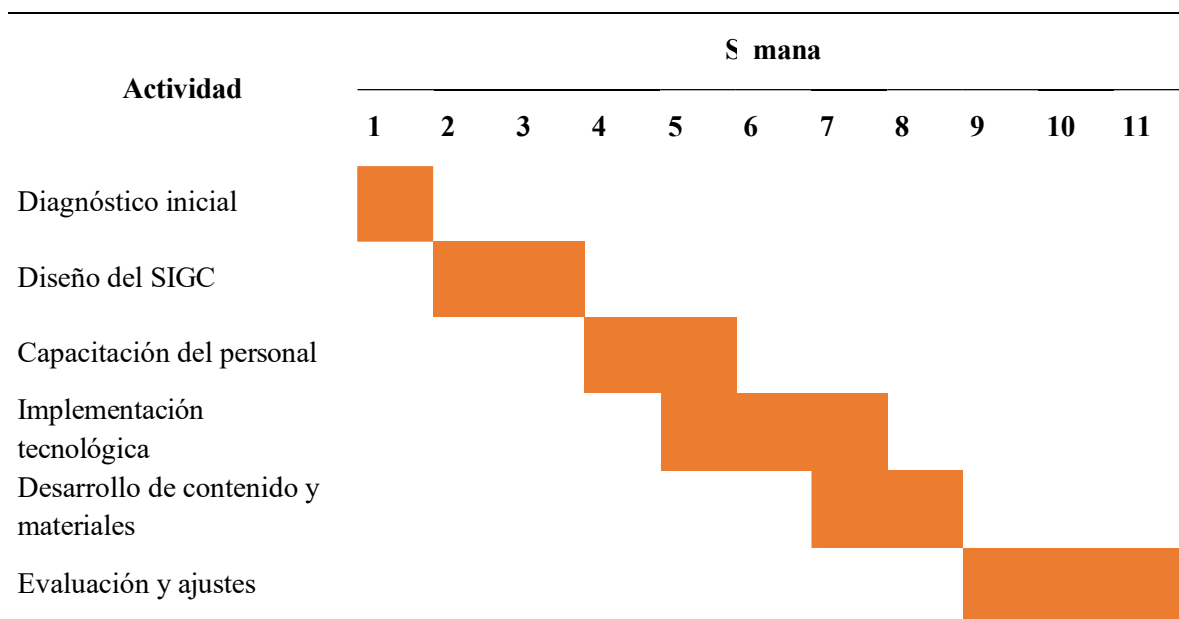 S mana
Actividad
1 2 3 4 5 6 7 8 9 10 11
Diagnóstico inicial
Diseño del SIGC
Capacitación del personal
Implementación
tecnológica
Desarrollo de contenido y
materiales
Evaluación y ajustes